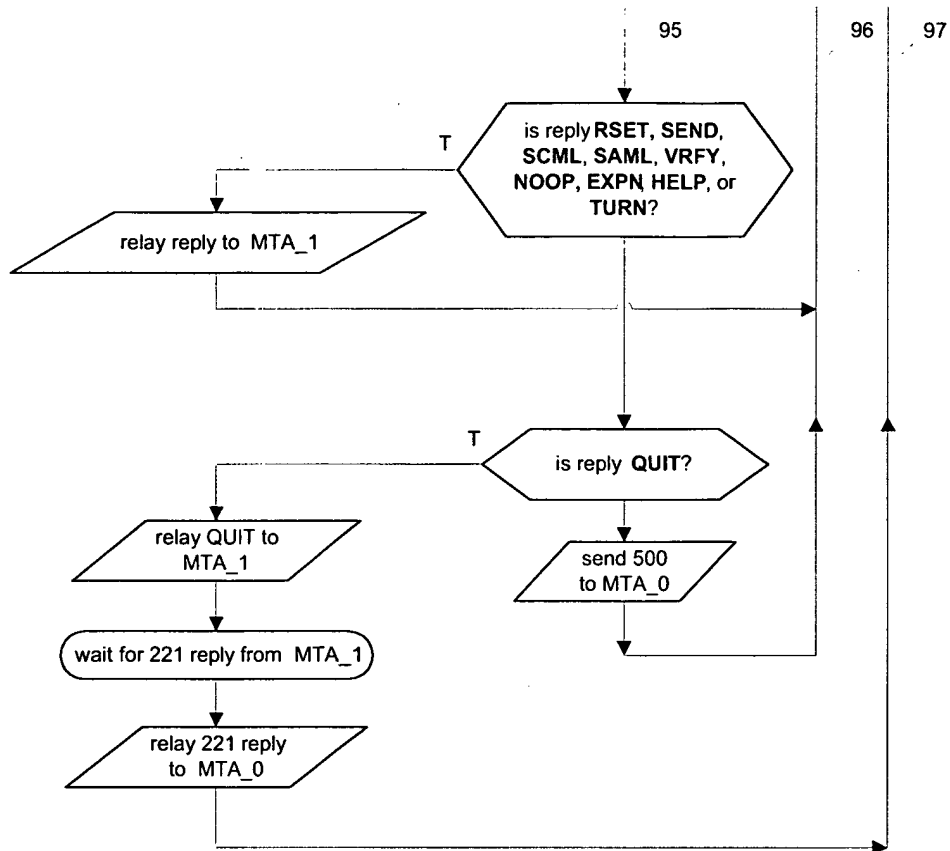 95
96
97
T
is reply RSET, SEND,
SCML, SAML, VRFY,
NOOP, EXPN, HELP, or
TURN?
relay reply to MTA_1
T
is reply QUIT?
relay QUIT to
MTA_1
send 500
to MTA_0
wait for 221 reply from MTA_1
relay 221 reply
to MTA_0